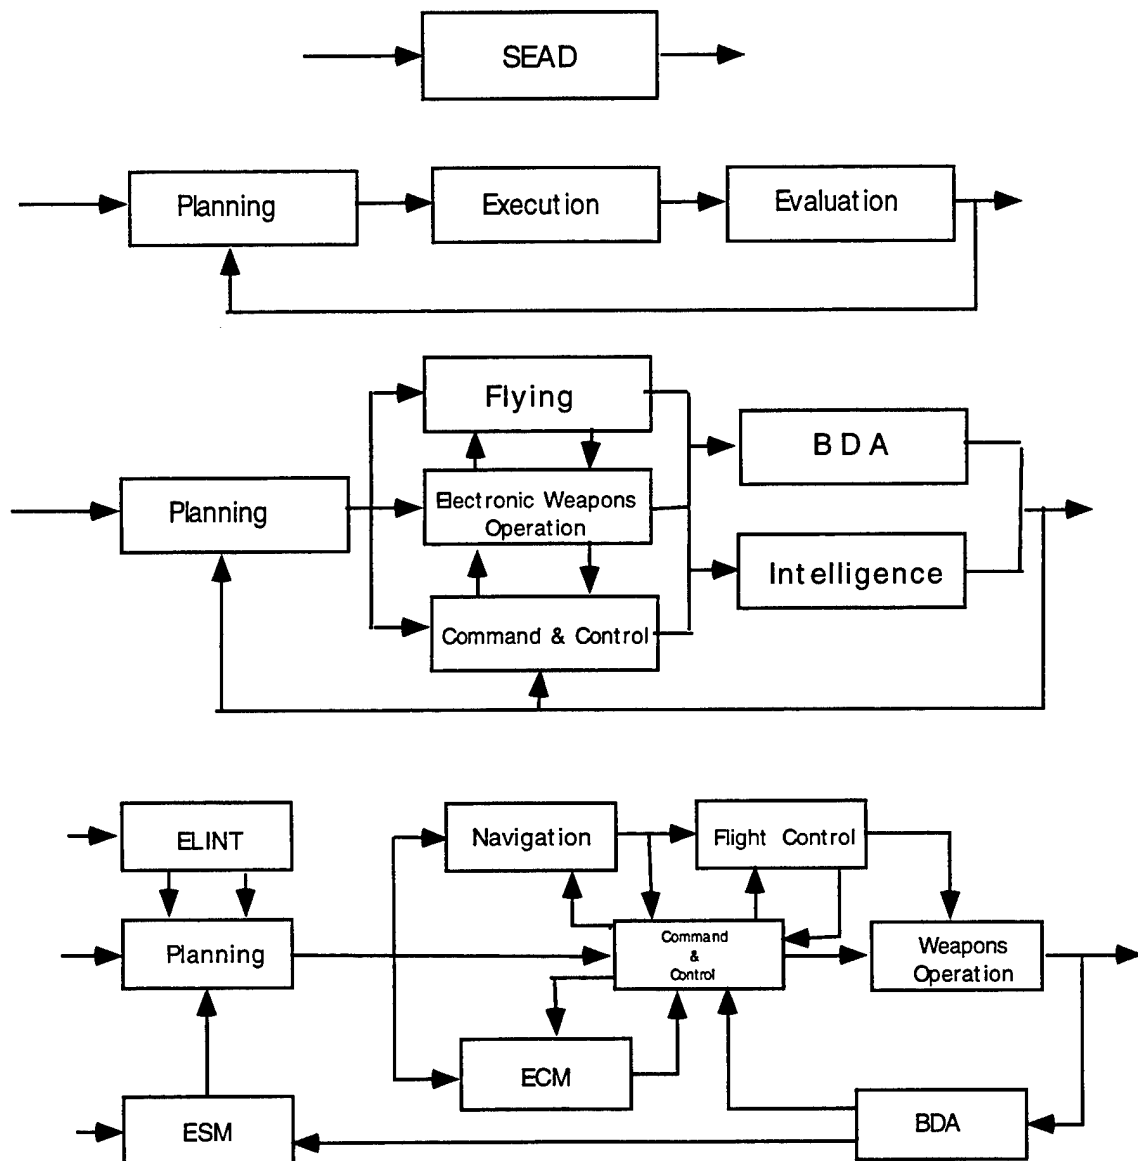 SEAD
Planning
Execution
Evaluation
Flying
BDA
Electronic Weapons
Operation
Planning
Intelligence
Command & Control
Navigation
Flight Control
ELINT
Command
&
Control
Planning
Weapons
Operation
ECM
ESM
BDA